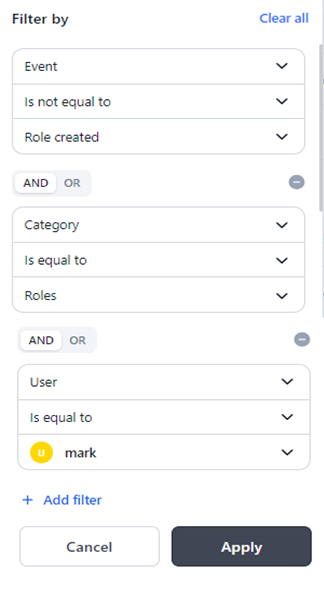 Filter by Clear all
Event
Is not equal to
Role created
AND OR
Category
Is equal to
Roles
AND OR
User
Is equal to
U mark
+ Add filter
Cancel Apply